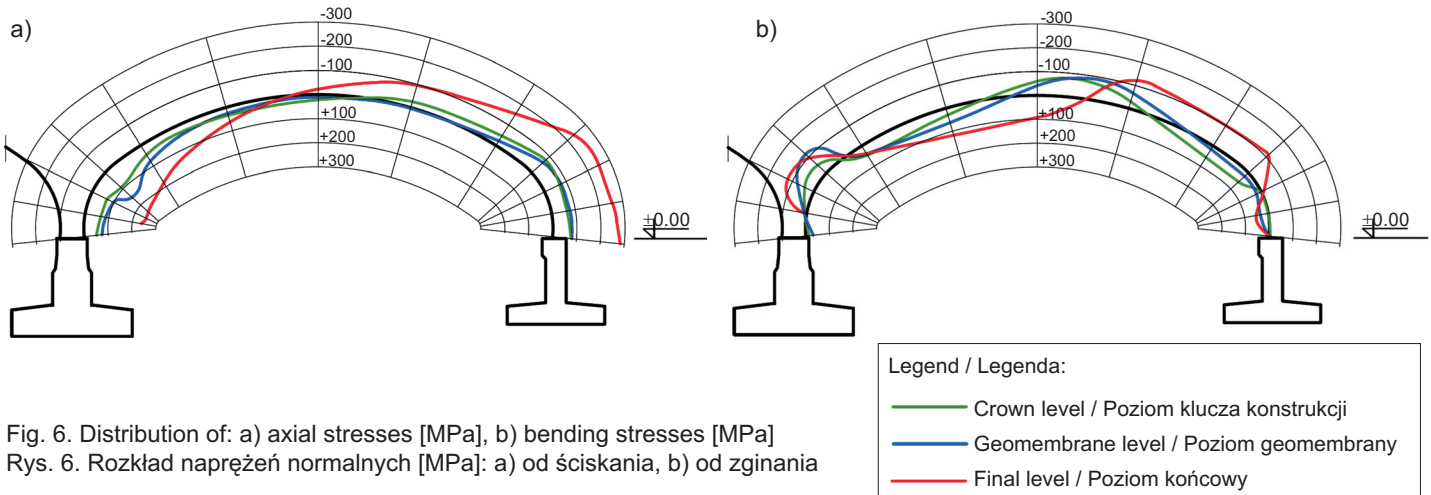 a)
-300
-200
-100
+100
+200
+300
±0.00
b)
-300
-200
-100
+100
+200
+300
±0.00
Legend / Legenda:
Crown level / Poziom klucza konstrukcji
Geomembrane level / Poziom geomembrany
Final level / Poziom końcowy
Fig. 6. Distribution of: a) axial stresses [MPa], b) bending stresses [MPa]
Rys. 6. Rozkład naprężeń normalnych [MPa]: a) od ściskania, b) od zginania